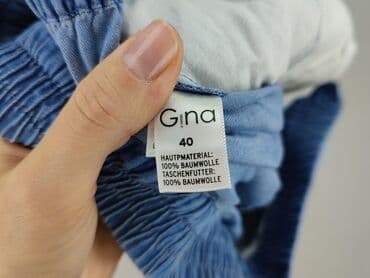 Gina
40
HAUPTMATERIAL:
100% BAUMWOLLE
TASCHENFUTTER:
100% BAUMWOLLE